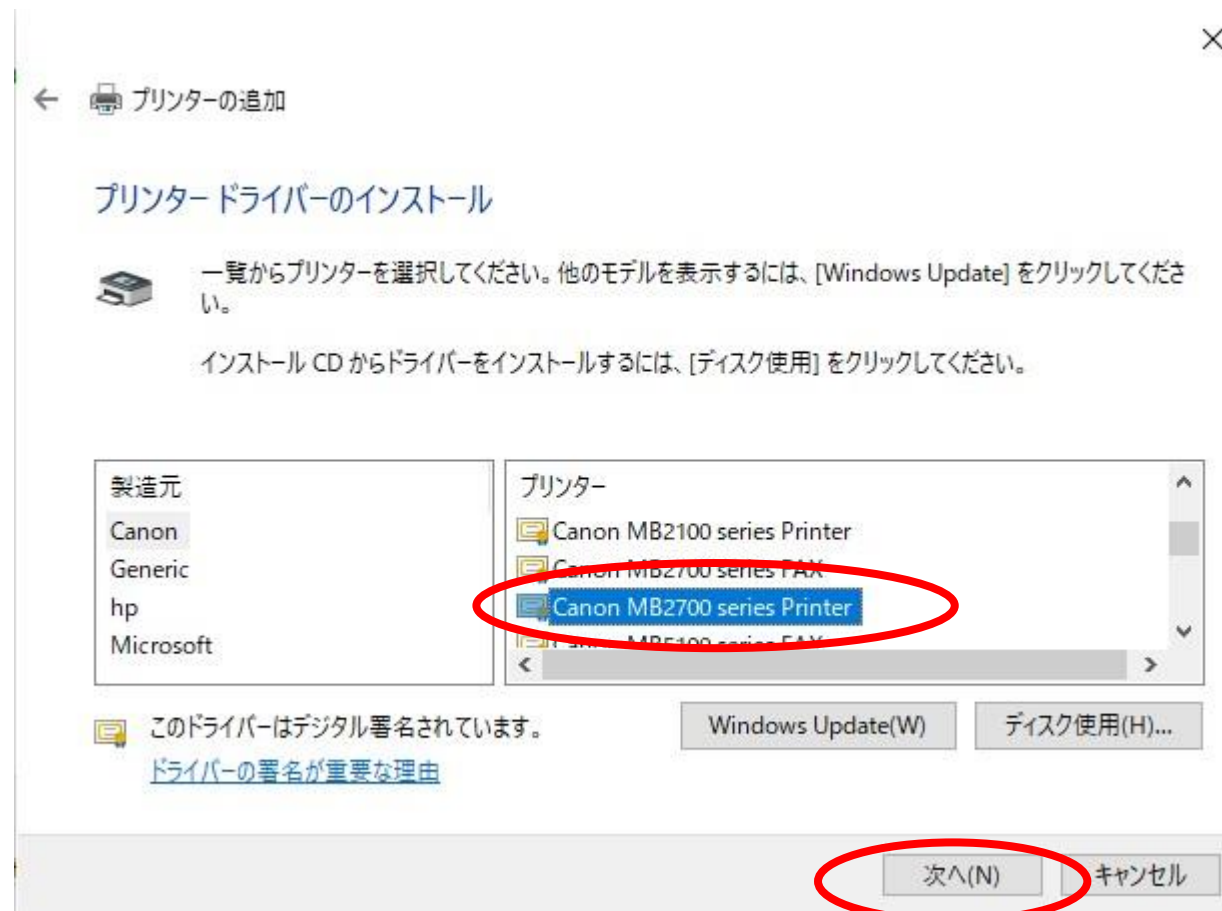 プリンターの追加
プリンター ドライバーのインストール
一覧からプリンターを選択してください。他のモデルを表示するには、[Windows Update] をクリックしてくださ
い。
インストール CD からドライバーをインストールするには、[ディスク使用] をクリックしてください。
製造元
Canon
Generic
hp
Microsoft
プリンター
Canon MB2100 series Printer
Canon MB2700 series FAX
Canon MB2700 series Printer
Canon MB5100 series FAX
このドライバーはデジタル署名されています。
ドライバーの署名が重要な理由
Windows Update(W)
ディスク使用(H)...
次へ(N)
キャンセル